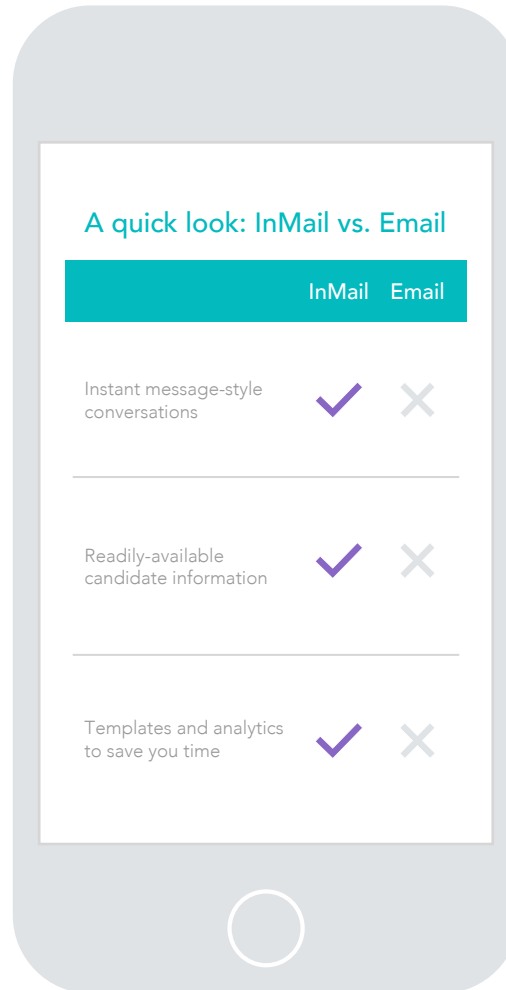 A quick look: InMail vs. Email
InMail Email
Instant message-style
conversations
Readily-available
candidate information
Templates and analytics
to save you time